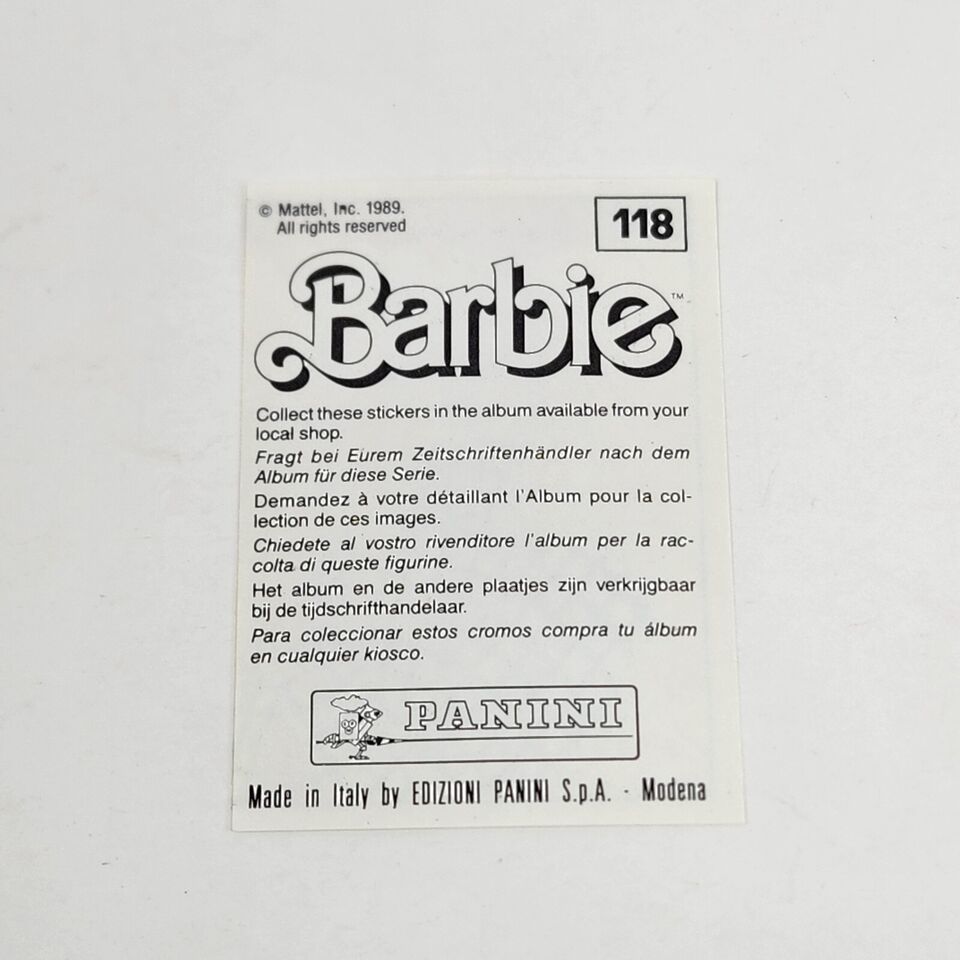 © Mattel, Inc. 1989.
All rights reserved
118
Barbie™
Collect these stickers in the album available from your
local shop.
Fragt bei Eurem Zeitschriftenhändler nach dem
Album für diese Serie.
Demandez à votre détaillant l'Album pour la col-
lection de ces images.
Chiedete al vostro rivenditore l'album per la rac-
colta di queste figurine.
Het album en de andere plaatjes zijn verkrijgbaar
bij de tijdschrifthandelaar.
Para coleccionar estos cromos compra tu álbum
en cualquier kiosco.
PANINI
Made in Italy by EDIZIONI PANINI S.p.A. - Modena